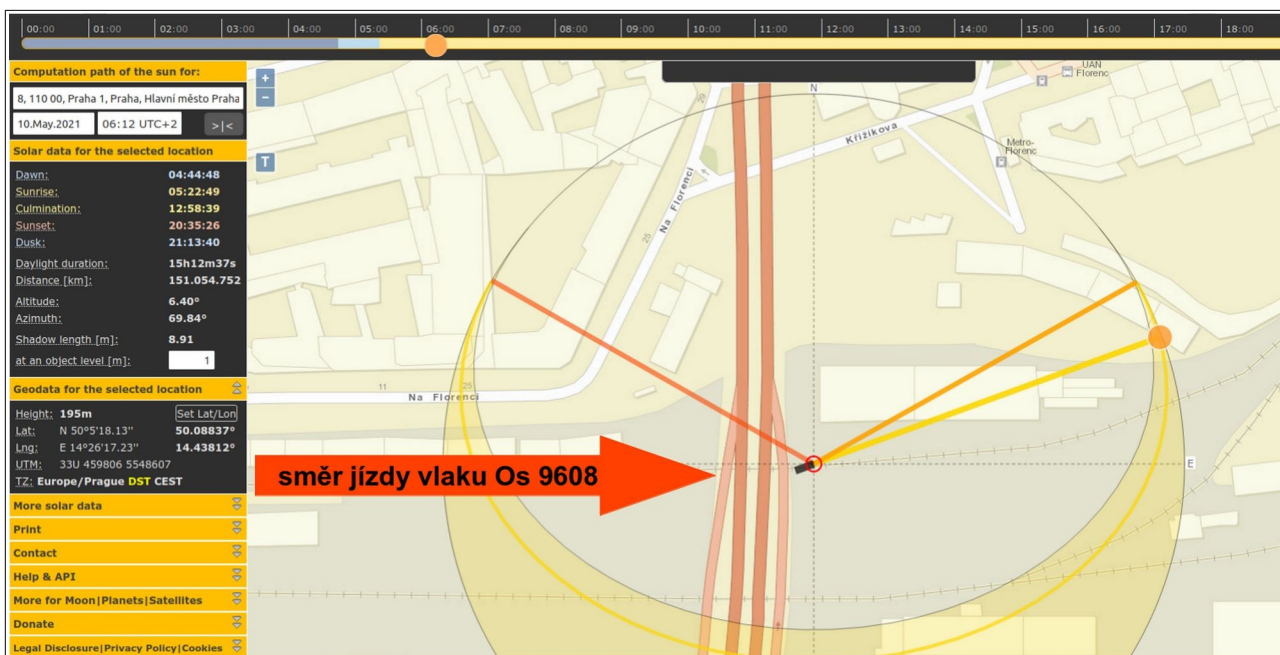 00:00 01:00 02:00 03:00 04:00 05:00 06:00 07:00 08:00 09:00 10:00 11:00 12:00 13:00 14:00 15:00 16:00 17:00 18:00
Computation path of the sun for:
8, 110 00, Praha 1, Praha, Hlavní město Praha
10.May.2021 06:12 UTC+2 >|<
Solar data for the selected location
Dawn: 04:44:48
Sunrise: 05:22:49
Culmination: 12:58:39
Sunset: 20:35:26
Dusk: 21:13:40
Daylight duration: 15h12m37s
Distance [km]: 151.054.752
Altitude: 6.40°
Azimuth: 69.84°
Shadow length [m]: 8.91
at an object level [m]: 1
Geodata for the selected location
Height: 195m Set Lat/Lon
Lat: N 50°5'18.13'' 50.08837°
Lng: E 14°26'17.23'' 14.43812°
UTM: 33U 459806 5548607
TZ: Europe/Prague DST CEST
More solar data
Print
Contact
Help & API
More for Moon|Planets|Satellites
Donate
Legal Disclosure|Privacy Policy|Cookies
+
−
T
N
ÚAN
Florenc
29
Křižíkova
Metro-
Florenc
Na Florenci
25
11
25
Na Florenci
E
směr jízdy vlaku Os 9608